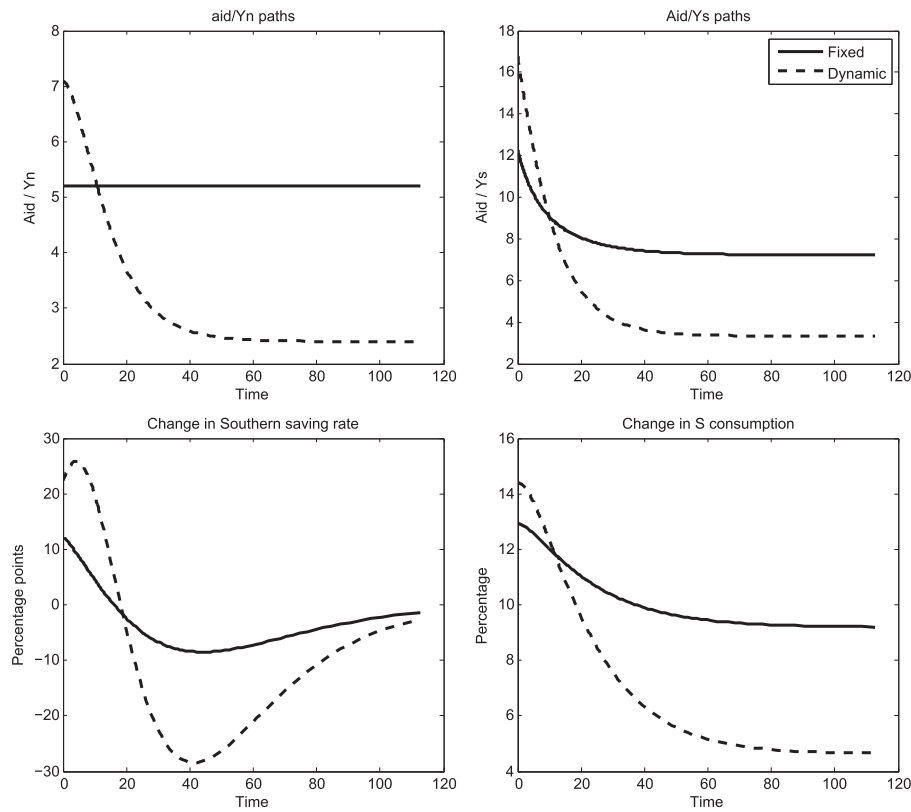 aid/Yn paths
8
7
6
5
4
3
2
0 20 40 60 80 100 120
Time
Aid / Yn
Aid/Ys paths
Fixed
Dynamic
18
16
14
12
10
8
6
4
2
0 20 40 60 80 100 120
Time
Aid / Ys
Change in Southern saving rate
30
20
10
0
−10
−20
−30
0 20 40 60 80 100 120
Time
Percentage points
Change in S consumption
16
14
12
10
8
6
4
0 20 40 60 80 100 120
Time
Percentage